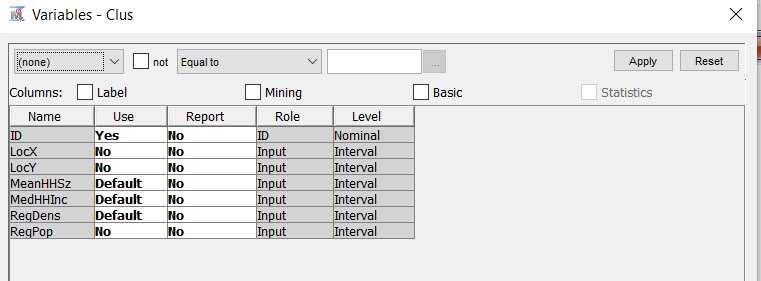 Variables - Clus
(none) not Equal to ... Apply Reset
Columns: Label Mining Basic Statistics
Name Use Report Role Level
ID Yes No ID Nominal
LocX No No Input Interval
LocY No No Input Interval
MeanHHSz Default No Input Interval
MedHHInc Default No Input Interval
RegDens Default No Input Interval
RegPop No No Input Interval